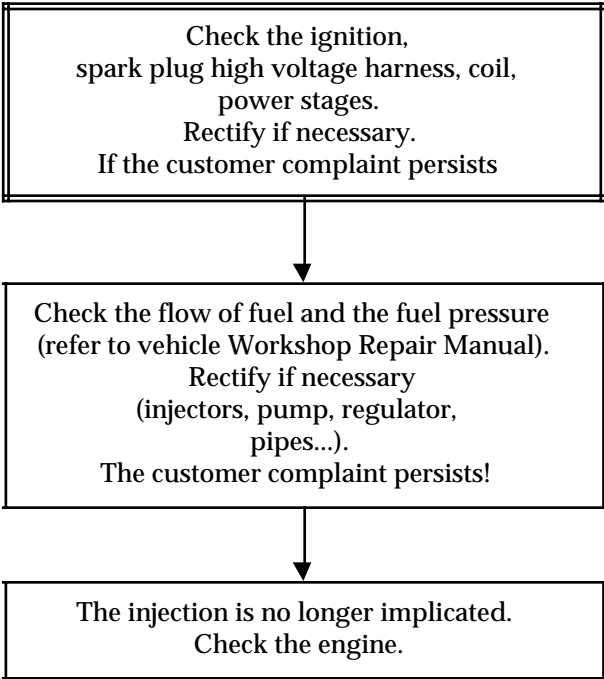 Check the ignition,
spark plug high voltage harness, coil,
power stages.
Rectify if necessary.
If the customer complaint persists
Check the flow of fuel and the fuel pressure
(refer to vehicle Workshop Repair Manual).
Rectify if necessary
(injectors, pump, regulator,
pipes...).
The customer complaint persists!
The injection is no longer implicated.
Check the engine.